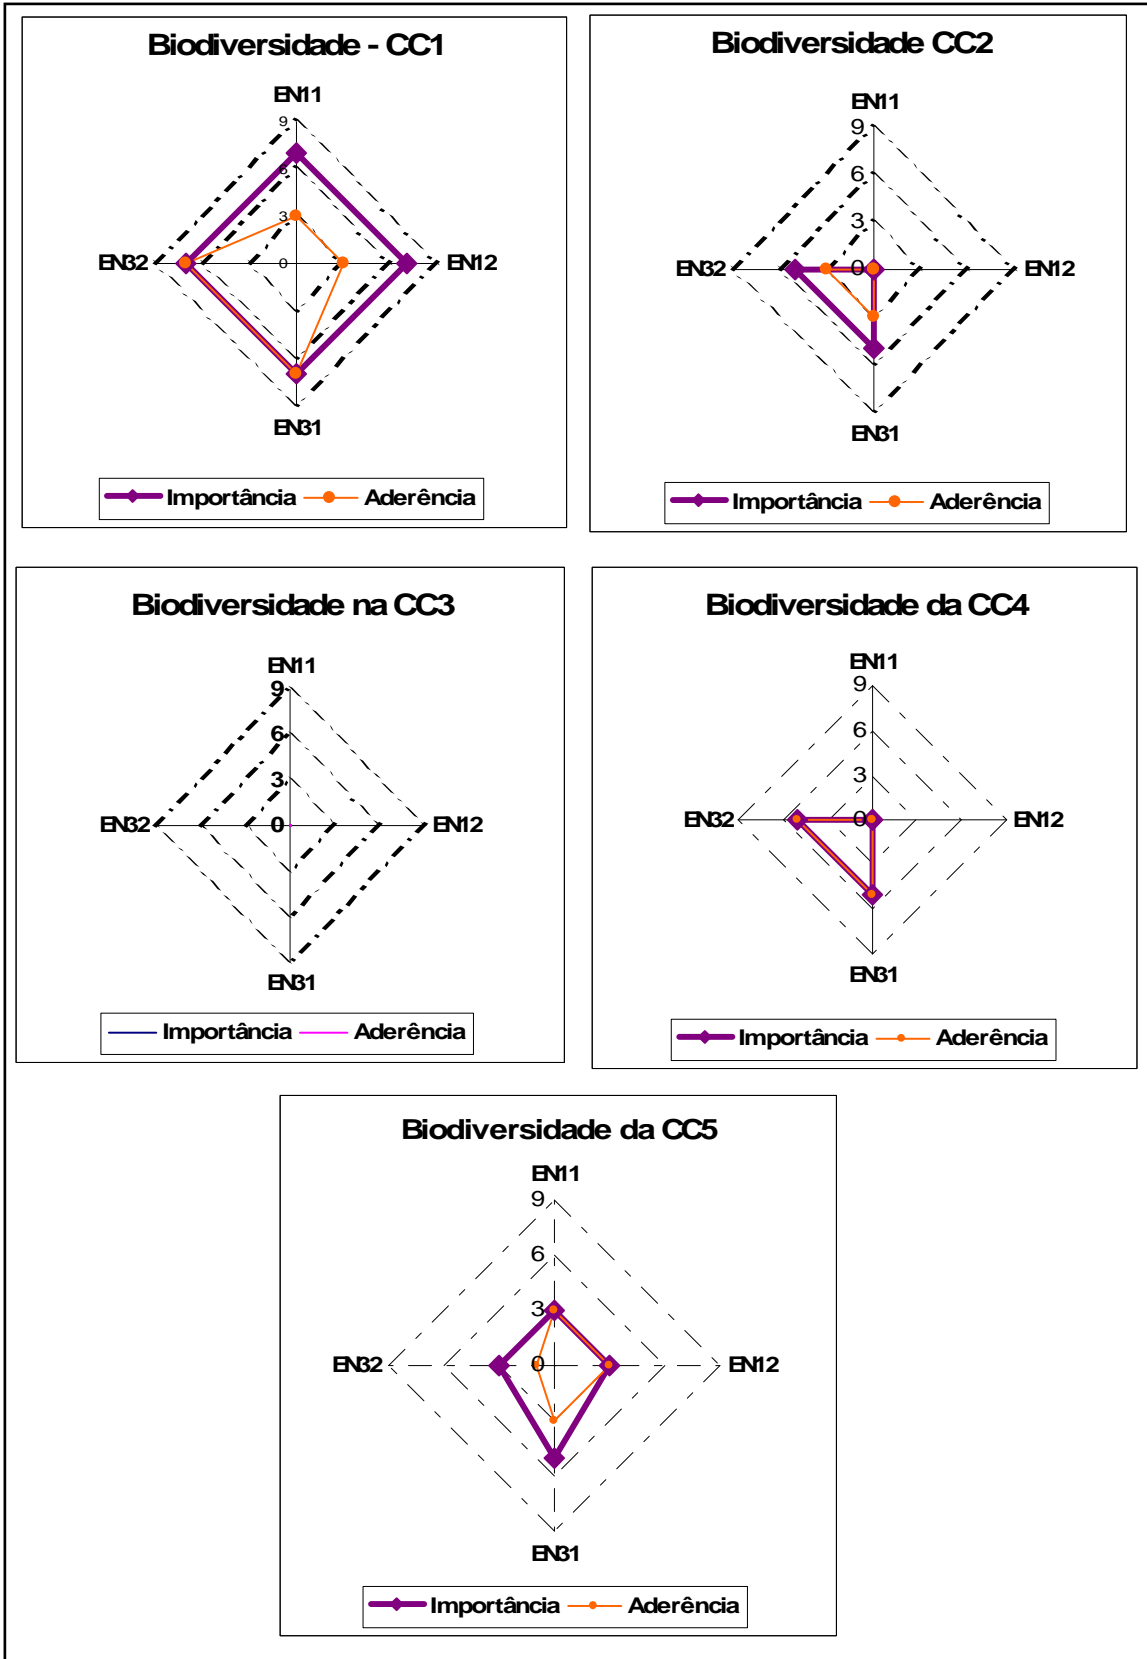 Biodiversidade - CC1
EN11
9
6
3
0
EN32
EN12
EN31
Importância Aderência
Biodiversidade CC2
EN11
9
6
3
0
EN32
EN12
EN31
Importância Aderência
Biodiversidade na CC3
EN11
9
6
3
0
EN32
EN12
EN31
Importância Aderência
Biodiversidade da CC4
EN11
9
6
3
0
EN32
EN12
EN31
Importância Aderência
Biodiversidade da CC5
EN11
9
6
3
0
EN32
EN12
EN31
Importância Aderência